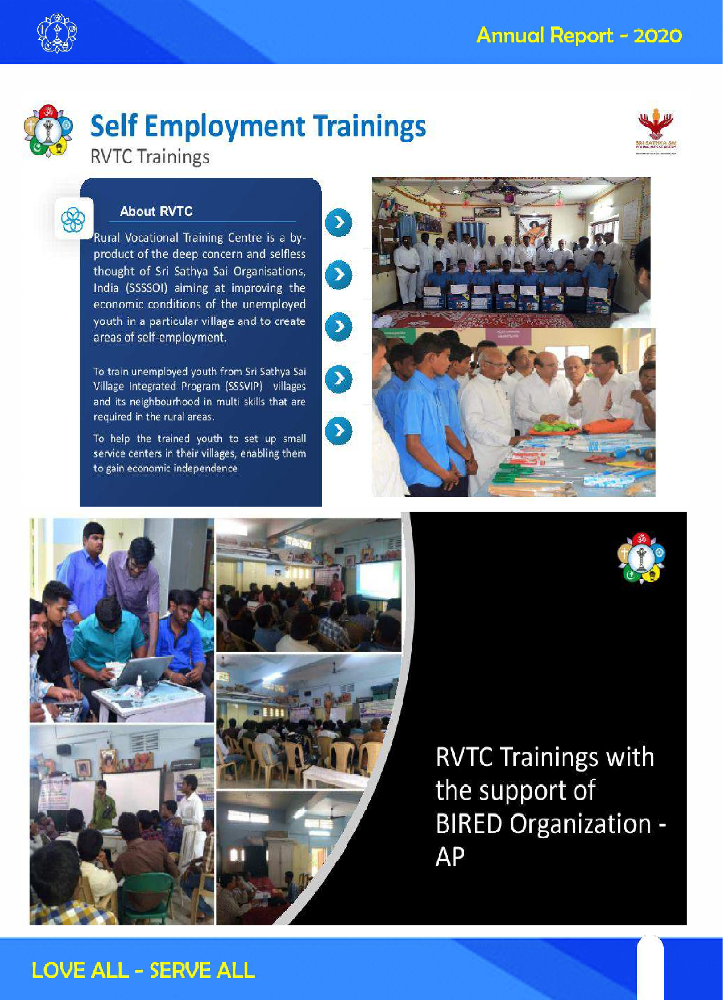 Annual Report - 2020
Self Employment Trainings
RVTC Trainings
SRI SATHYA SAI
YOUNG MESSENGERS
About RVTC
Rural Vocational Training Centre is a by-
product of the deep concern and selfless
thought of Sri Sathya Sai Organisations,
India (SSSSOI) aiming at improving the
economic conditions of the unemployed
youth in a particular village and to create
areas of self-employment.
To train unemployed youth from Sri Sathya Sai
Village Integrated Program (SSSVIP) villages
and its neighbourhood in multi skills that are
required in the rural areas.
To help the trained youth to set up small
service centers in their villages, enabling them
to gain economic independence
RVTC Trainings with
the support of
BIRED Organization -
AP
LOVE ALL - SERVE ALL